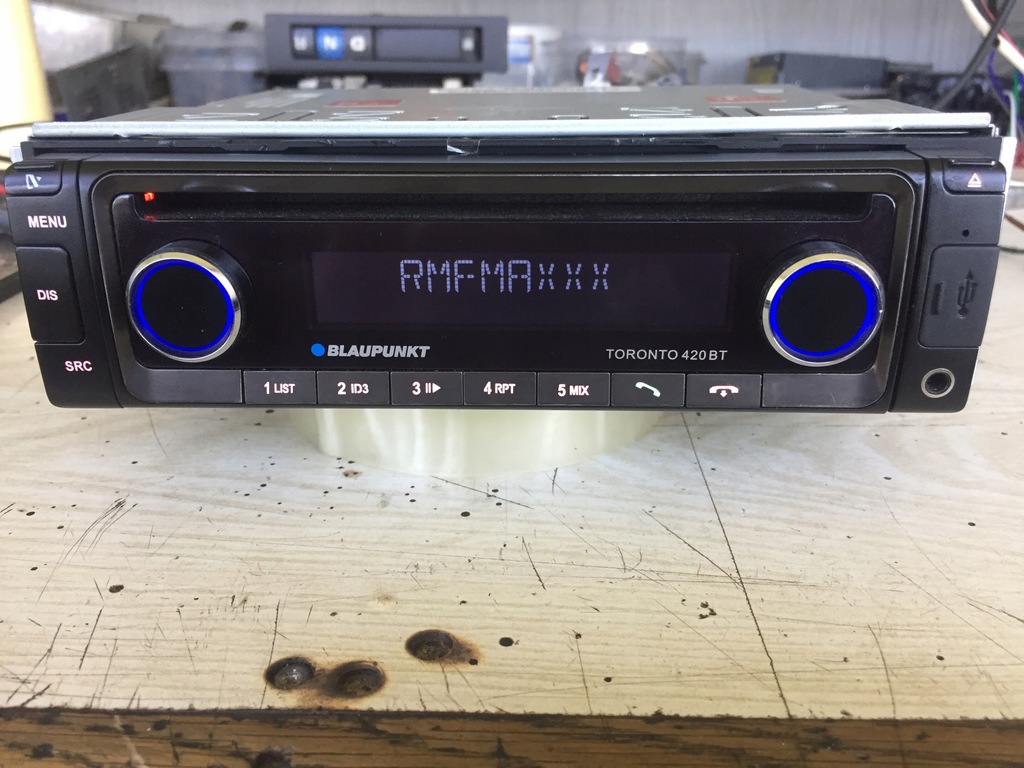 MENU
DIS
SRC
RMFMAXXX
BLAUPUNKT
TORONTO 420 BT
1 LIST
2 ID3
3
4 RPT
5 MIX